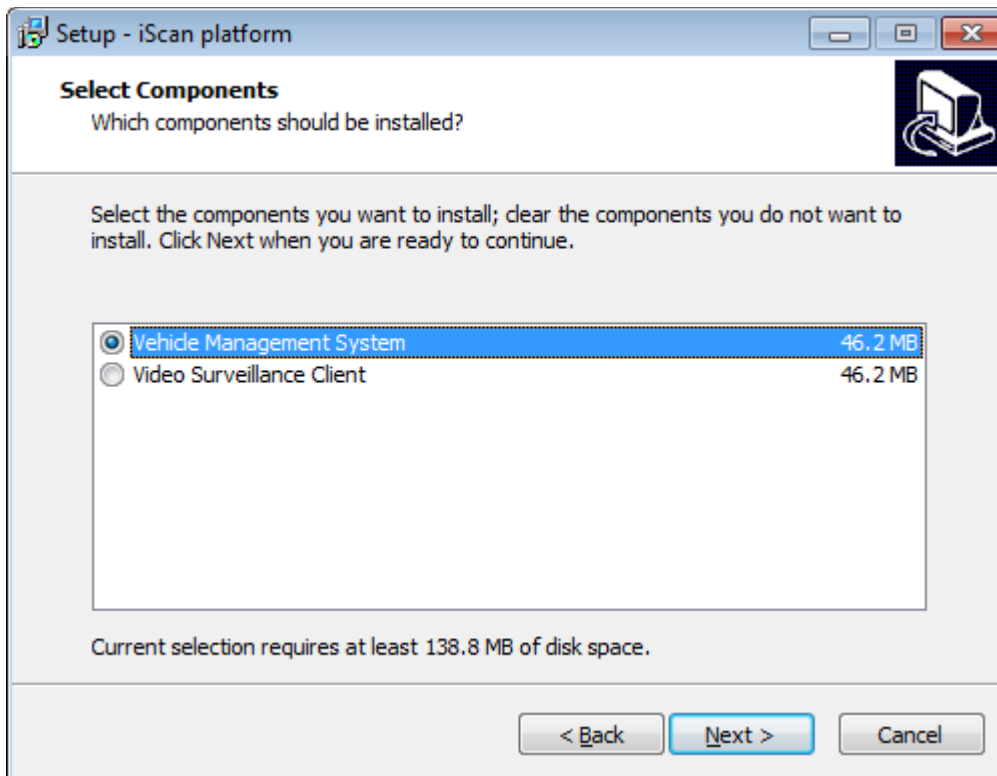 Setup - iScan platform
Select Components
Which components should be installed?
Select the components you want to install; clear the components you do not want to
install. Click Next when you are ready to continue.
Vehicle Management System 46.2 MB
Video Surveillance Client 46.2 MB
Current selection requires at least 138.8 MB of disk space.
< Back Next > Cancel